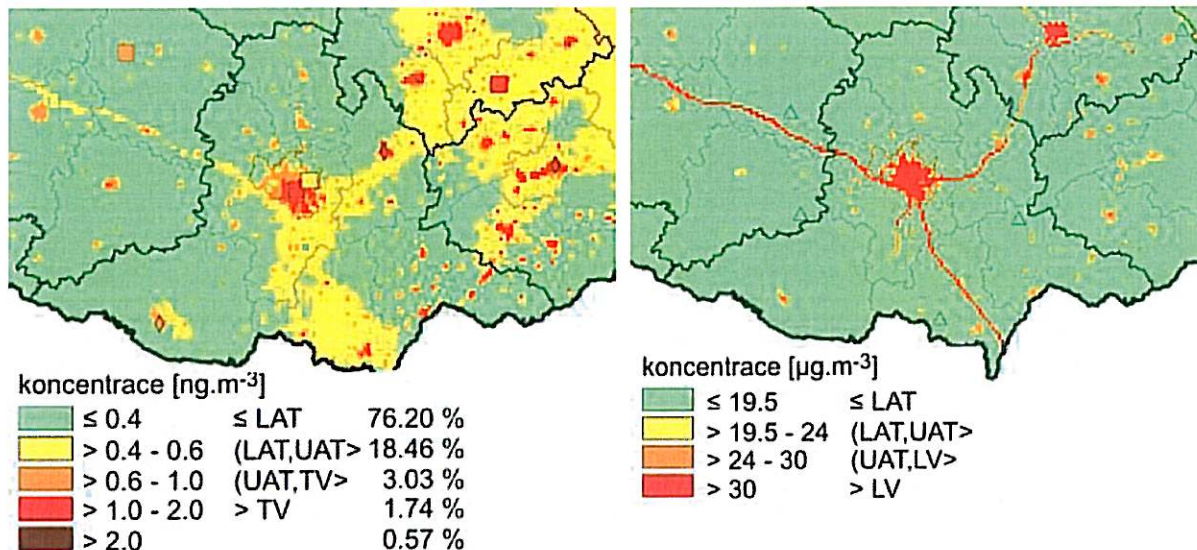 koncentrace [ng.m-3]
≤ 0.4 ≤ LAT 76.20 %
> 0.4 - 0.6 (LAT,UAT> 18.46 %
> 0.6 - 1.0 (UAT,TV> 3.03 %
> 1.0 - 2.0 > TV 1.74 %
> 2.0 0.57 %
koncentrace [µg.m-3]
≤ 19.5 ≤ LAT
> 19.5 - 24 (LAT,UAT>
> 24 - 30 (UAT,LV>
> 30 > LV